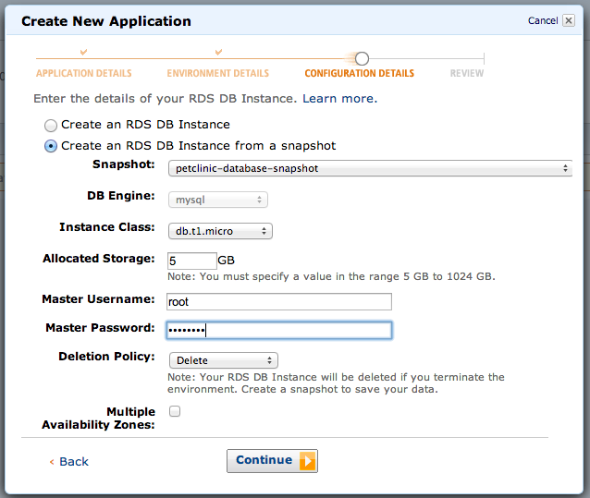 Create New Application
Cancel
APPLICATION DETAILS ENVIRONMENT DETAILS CONFIGURATION DETAILS REVIEW
Enter the details of your RDS DB Instance. Learn more.
Create an RDS DB Instance
Create an RDS DB Instance from a snapshot
Snapshot: petclinic-database-snapshot
DB Engine: mysql
Instance Class: db.t1.micro
Allocated Storage: 5 GB
Note: You must specify a value in the range 5 GB to 1024 GB.
Master Username: root
Master Password: ••••••••
Deletion Policy: Delete
Note: Your RDS DB Instance will be deleted if you terminate the
environment. Create a snapshot to save your data.
Multiple
Availability Zones:
‹ Back
Continue